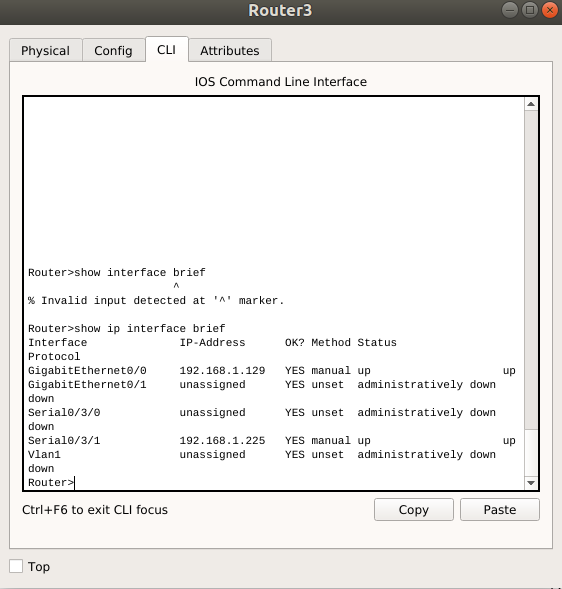 Router3
Physical Config CLI Attributes
IOS Command Line Interface
Router>show interface brief
^
% Invalid input detected at '^' marker.
Router>show ip interface brief
Interface IP-Address OK? Method Status
Protocol
GigabitEthernet0/0 192.168.1.129 YES manual up up
GigabitEthernet0/1 unassigned YES unset administratively down
down
Serial0/3/0 unassigned YES unset administratively down
down
Serial0/3/1 192.168.1.225 YES manual up up
Vlan1 unassigned YES unset administratively down
down
Router>
Ctrl+F6 to exit CLI focus Copy Paste
Top